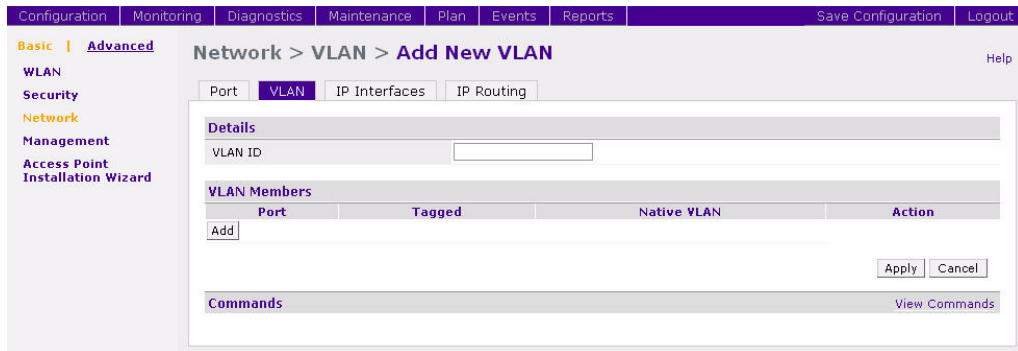 Configuration Monitoring Diagnostics Maintenance Plan Events Reports Save Configuration Logout
Basic | Advanced
WLAN
Security
Network
Management
Access Point
Installation Wizard
Network > VLAN > Add New VLAN
Help
Port VLAN IP Interfaces IP Routing
Details
VLAN ID
VLAN Members
Port Tagged Native VLAN Action
Add
Apply Cancel
Commands View Commands